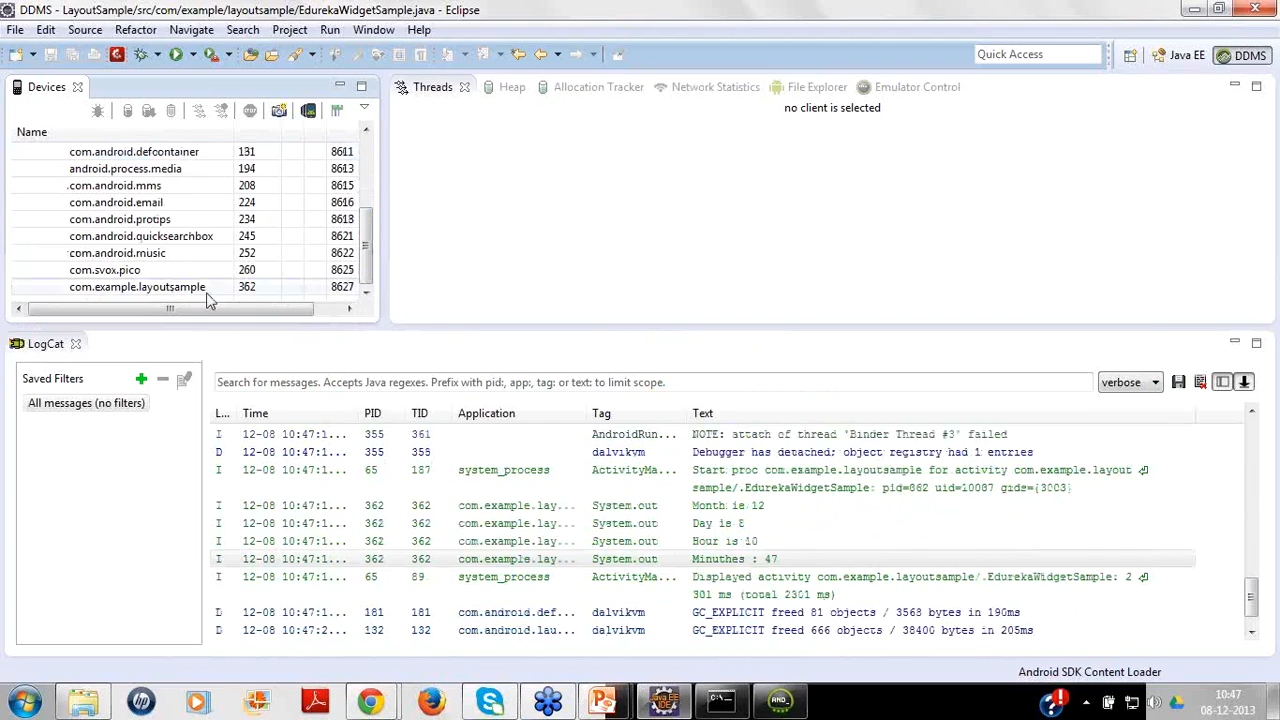 DDMS - LayoutSample/src/com/example/layoutsample/EdurekaWidgetSample.java - Eclipse
File Edit Source Refactor Navigate Search Project Run Window Help
Quick Access
Java EE
DDMS
Devices
Name
com.android.defcontainer 131 8611
android.process.media 194 8613
com.android.mms 208 8615
com.android.email 224 8616
com.android.protips 234 8618
com.android.quicksearchbox 245 8621
com.android.music 252 8622
com.svox.pico 260 8625
com.example.layoutsample 362 8627
Threads Heap Allocation Tracker Network Statistics File Explorer Emulator Control
no client is selected
LogCat
Saved Filters
All messages (no filters)
Search for messages. Accepts Java regexes. Prefix with pid:, app:, tag: or text: to limit scope.
verbose
L... Time PID TID Application Tag Text
I 12-08 10:47:1... 355 361 AndroidRun... NOTE: attach of thread 'Binder Thread #3' failed
D 12-08 10:47:1... 355 355 dalvikvm Debugger has detached; object registry had 1 entries
I 12-08 10:47:1... 65 187 system_process ActivityMa... Start proc com.example.layoutsample for activity com.example.layout
sample/.EdurekaWidgetSample: pid=362 uid=10037 gids={3003}
I 12-08 10:47:1... 362 362 com.example.lay... System.out Month is 12
I 12-08 10:47:1... 362 362 com.example.lay... System.out Day is 8
I 12-08 10:47:1... 362 362 com.example.lay... System.out Hour is 10
I 12-08 10:47:1... 362 362 com.example.lay... System.out Minuthes : 47
I 12-08 10:47:1... 65 89 system_process ActivityMa... Displayed activity com.example.layoutsample/.EdurekaWidgetSample: 2
301 ms (total 2301 ms)
D 12-08 10:47:1... 181 181 com.android.def... dalvikvm GC_EXPLICIT freed 81 objects / 3568 bytes in 190ms
D 12-08 10:47:2... 132 132 com.android.lau... dalvikvm GC_EXPLICIT freed 666 objects / 38400 bytes in 205ms
Android SDK Content Loader
10:47
08-12-2013